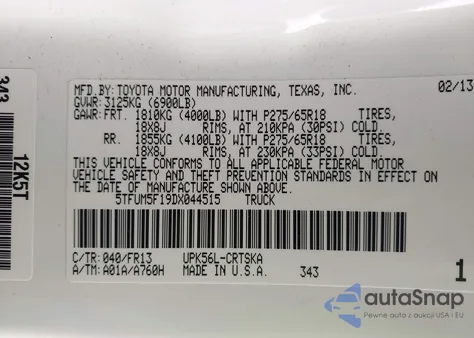 MFD.BY:TOYOTA MOTOR MANUFACTURING, TEXAS, INC. 02/13
GVWR:3125KG (6900LB)
GAWR:FRT. 1810KG (4000LB) WITH P275/65R18 TIRES,
18X8J RIMS, AT 210KPA (30PSI) COLD.
RR. 1855KG (4100LB) WITH P275/65R18 TIRES,
18X8J RIMS, AT 230KPA (33PSI) COLD.
THIS VEHICLE CONFORMS TO ALL APPLICABLE FEDERAL MOTOR
VEHICLE SAFETY AND THEFT PREVENTION STANDARDS IN EFFECT ON
THE DATE OF MANUFACTURE SHOWN ABOVE.
5TFUM5F19DX044515 TRUCK
C/TR:040/FR13 UPK56L-CRTSKA
A/TM:A01A/A760H MADE IN U.S.A. 343 1
343
12K5T
autoSnap
Pewne auta z aukcji USA i EU